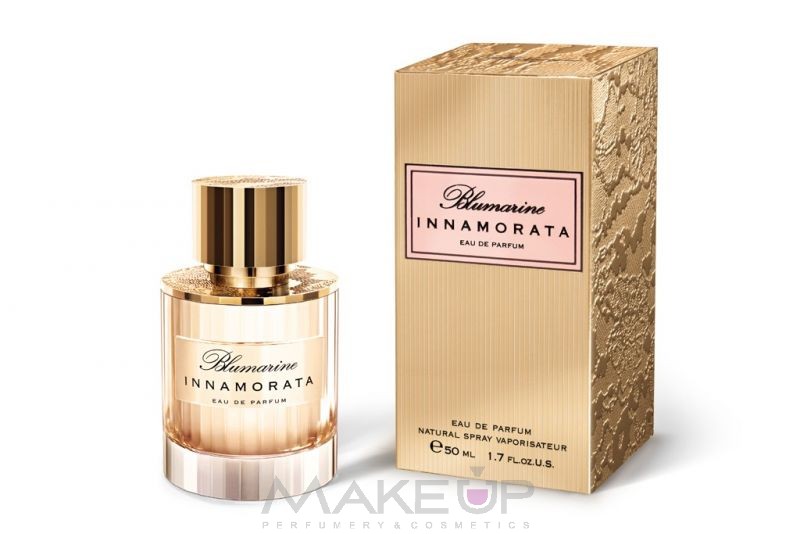 Blumarine
INNAMORATA
EAU DE PARFUM
Blumarine
INNAMORATA
EAU DE PARFUM
EAU DE PARFUM
NATURAL SPRAY VAPORISATEUR
℮50 ML 1.7 FL.OZ.U.S.
MAKEUP
PERFUMERY & COSMETICS